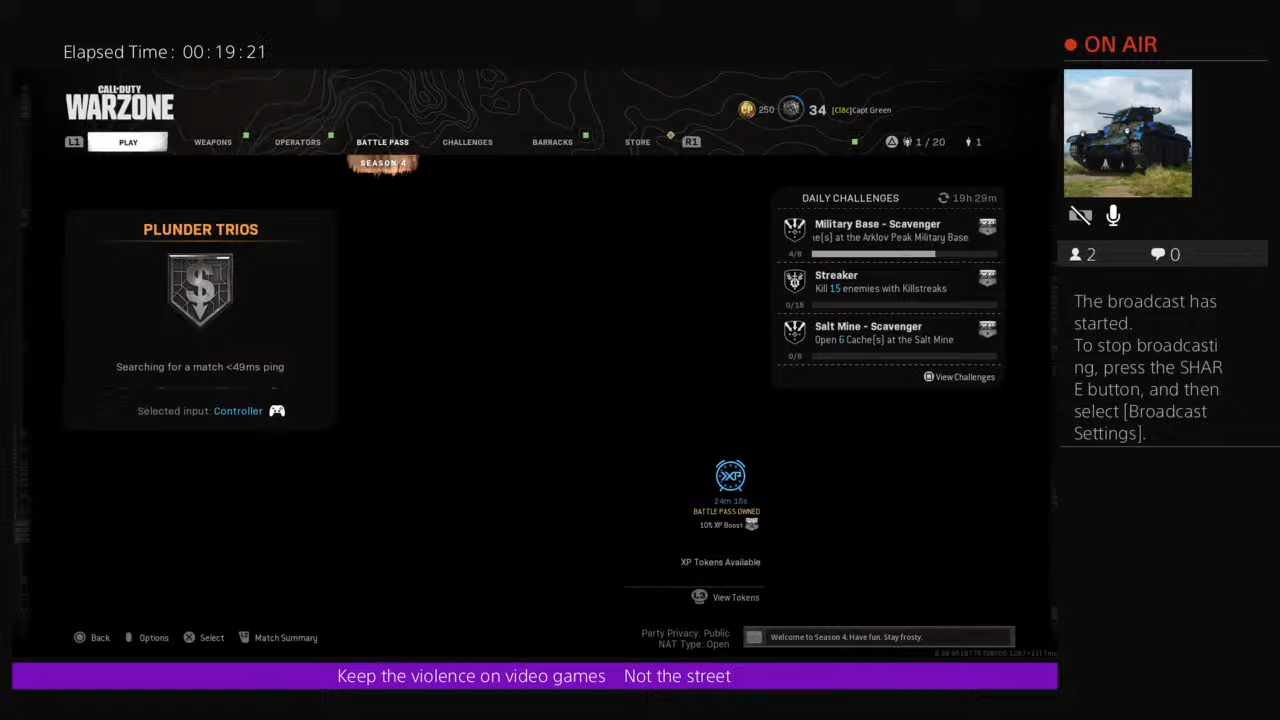 Elapsed Time: 00:19:21
ON AIR
CALL OF DUTY
WARZONE
CP 250 34 [Cl8c]Capt Green
L1 PLAY WEAPONS OPERATORS BATTLE PASS CHALLENGES BARRACKS STORE R1 1 / 20 1
SEASON 4
PLUNDER TRIOS
Searching for a match <49ms ping
Selected input: Controller
DAILY CHALLENGES 19h 29m
Military Base - Scavenger
e(s) at the Arklov Peak Military Base
Streaker
Kill 15 enemies with Killstreaks
0/15
Salt Mine - Scavenger
Open 6 Cache(s) at the Salt Mine
View Challenges
2 0
The broadcast has
started.
To stop broadcasti
ng, press the SHAR
E button, and then
select [Broadcast
Settings].
XP
24m 18s
BATTLE PASS OWNED
10% XP Boost
XP Tokens Available
L3 View Tokens
Back Options Select Match Summary
Party Privacy: Public
NAT Type: Open
Welcome to Season 4. Have fun. Stay frosty.
Keep the violence on video games Not the street